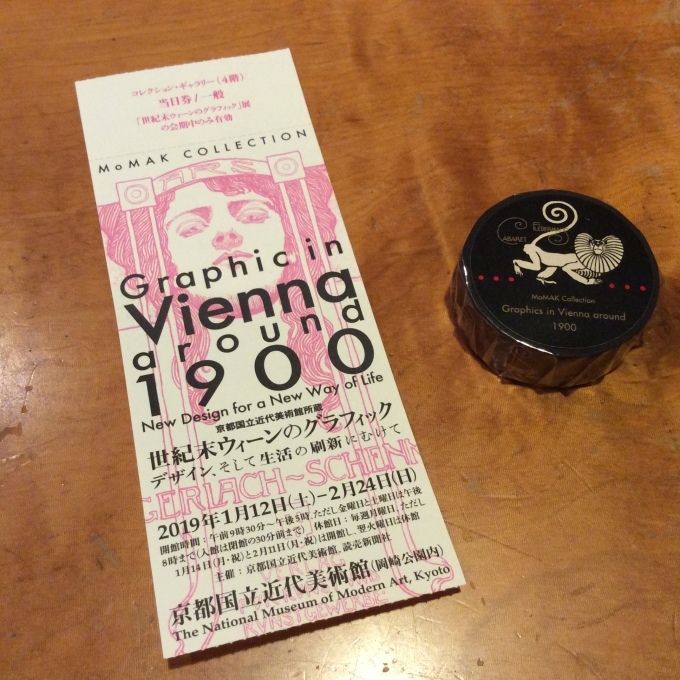 コレクション・ギャラリー(4階)
当日券/一般
「世紀末ウィーンのグラフィック」展
の会期中のみ有効
MoMAK COLLECTION
ARS
Graphic in
Vienna
around
1900
New Design for a New Way of Life
京都国立近代美術館所蔵
世紀末ウィーンのグラフィック
デザイン、そして生活の刷新にむけて
GERLACH~SCHENK
2019年1月12日(土)–2月24日(日)
開館時間：午前9時30分～午後5時、ただし金曜日と土曜日は午後
8時まで(入館は閉館の30分前まで) 休館日：毎週月曜日、ただし
1月14日(月・祝)と2月11日(月・祝)は開館し、翌火曜日は休館
主催：京都国立近代美術館、読売新聞社
京都国立近代美術館(岡崎公園内)
The National Museum of Modern Art, Kyoto
KVNSTGEWERBE
CABARET FLEDERMAUS
MoMAK Collection
Graphics in Vienna around
1900